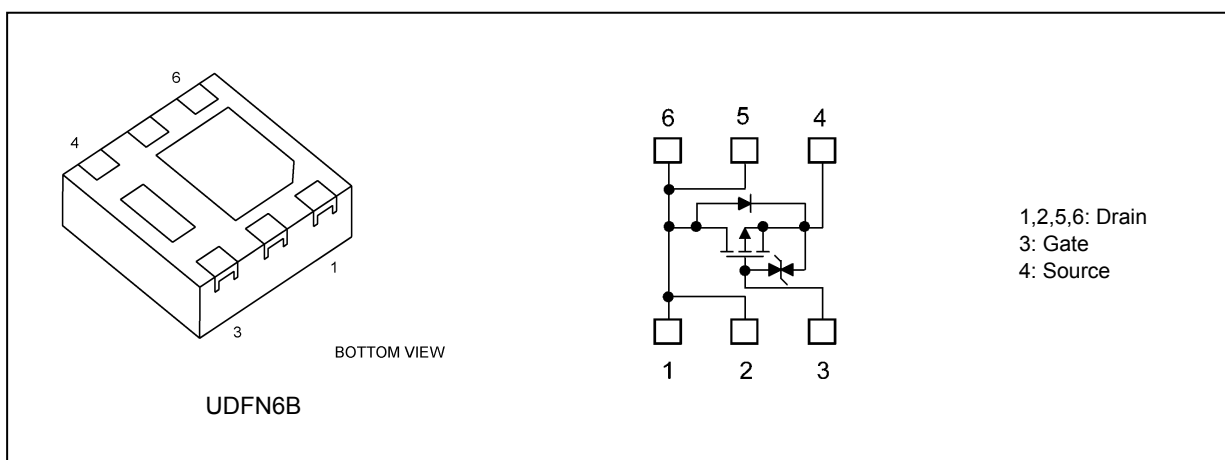 6
4
3
1
BOTTOM VIEW
UDFN6B
6 5 4
1 2 3
1,2,5,6: Drain
3: Gate
4: Source